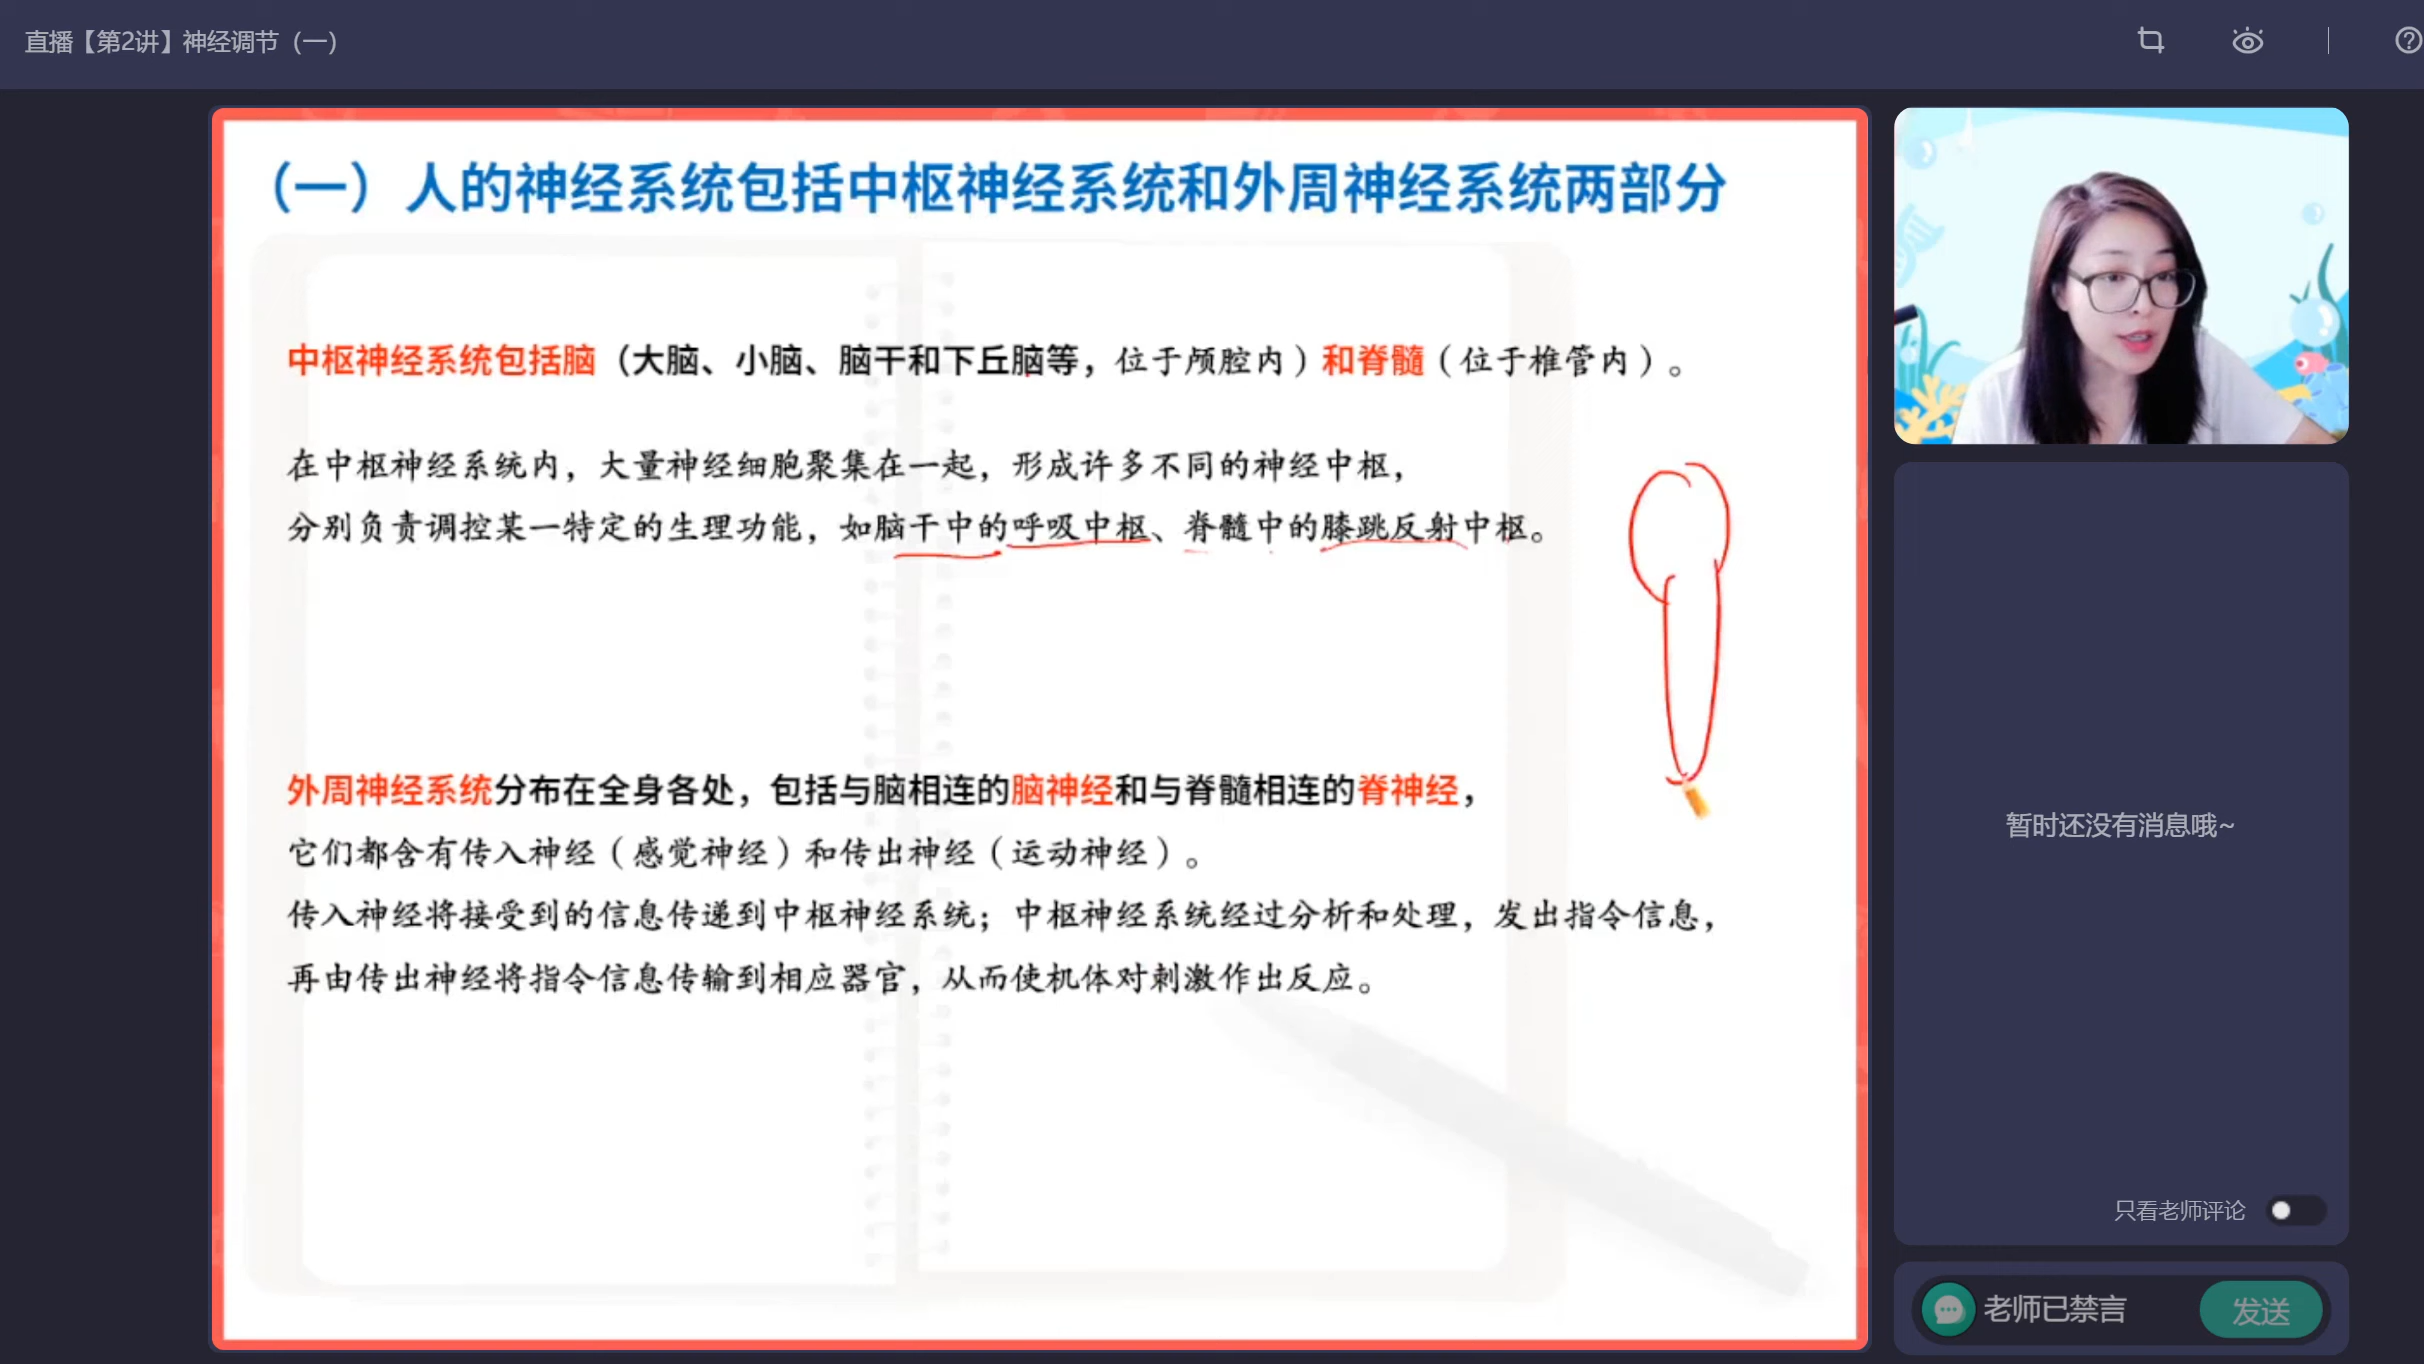 直播【第2讲】神经调节（一）
（一）人的神经系统包括中枢神经系统和外周神经系统两部分
中枢神经系统包括脑（大脑、小脑、脑干和下丘脑等，位于颅腔内）和脊髓（位于椎管内）。
在中枢神经系统内，大量神经细胞聚集在一起，形成许多不同的神经中枢，
分别负责调控某一特定的生理功能，如脑干中的呼吸中枢、脊髓中的膝跳反射中枢。
外周神经系统分布在全身各处，包括与脑相连的脑神经和与脊髓相连的脊神经，
它们都含有传入神经（感觉神经）和传出神经（运动神经）。
传入神经将接受到的信息传递到中枢神经系统；中枢神经系统经过分析和处理，发出指令信息，
再由传出神经将指令信息传输到相应器官，从而使机体对刺激作出反应。
暂时还没有消息哦~
只看老师评论
老师已禁言
发送